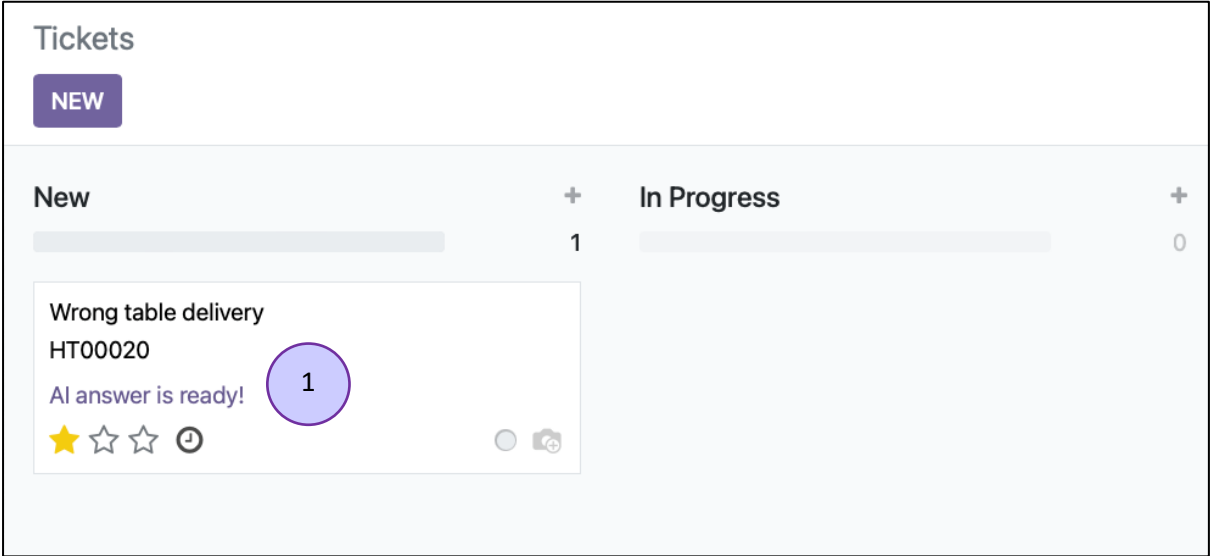 Tickets
NEW
New
1
In Progress
0
Wrong table delivery
HT00020
AI answer is ready!
1